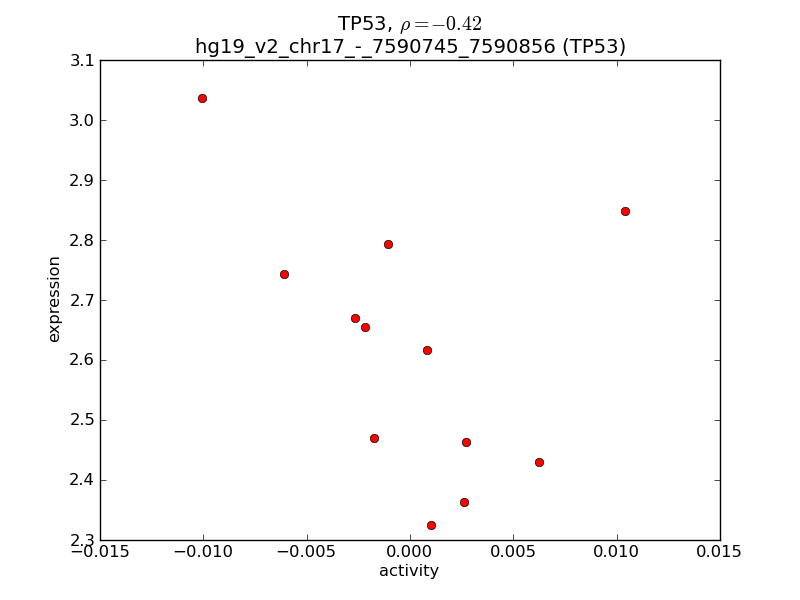 TP53, ρ = −0.42
hg19_v2_chr17_-_7590745_7590856 (TP53)
3.1
3.0
2.9
2.8
2.7
2.6
2.5
2.4
2.3
expression
−0.015 −0.010 −0.005 0.000 0.005 0.010 0.015
activity